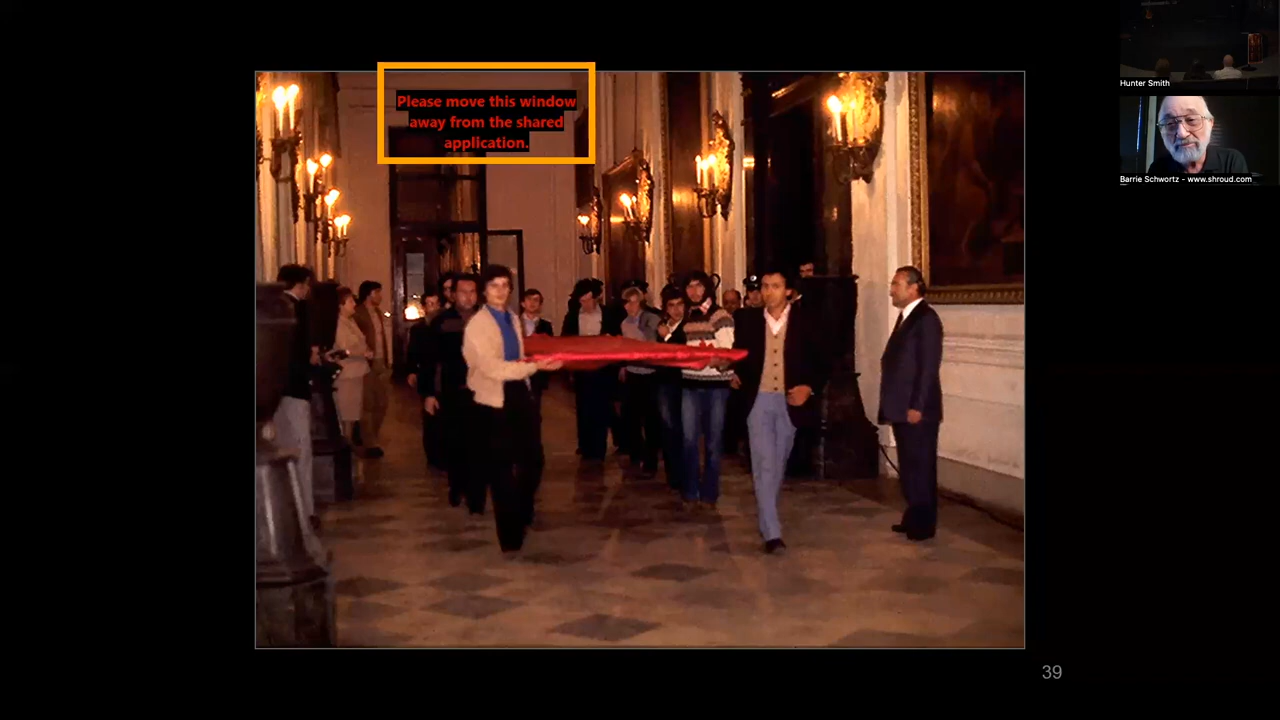 Please move this window
away from the shared
application.
Hunter Smith
Barrie Schwortz - www.shroud.com
39